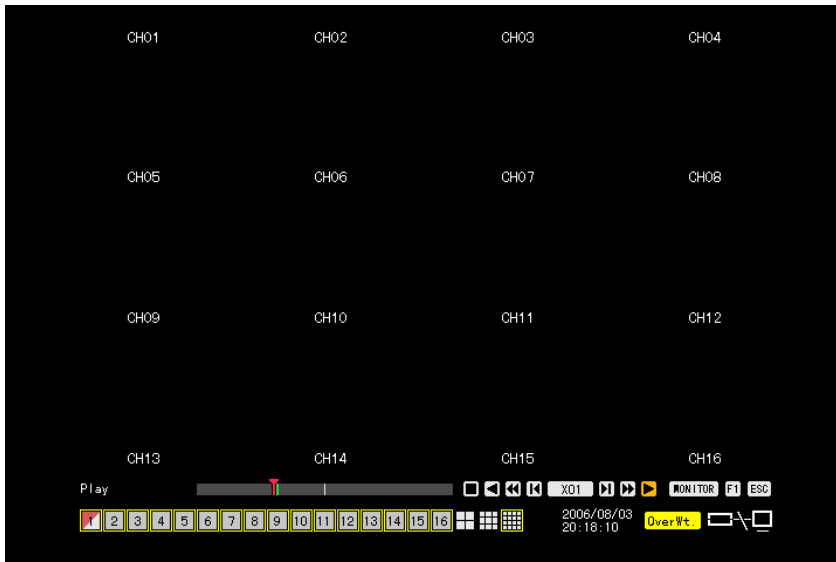 CH01 CH02 CH03 CH04
CH05 CH06 CH07 CH08
CH09 CH10 CH11 CH12
CH13 CH14 CH15 CH16
Play X01 MONITOR F1 ESC
1 2 3 4 5 6 7 8 9 10 11 12 13 14 15 16 2006/08/03 OverWt.
20:18:10